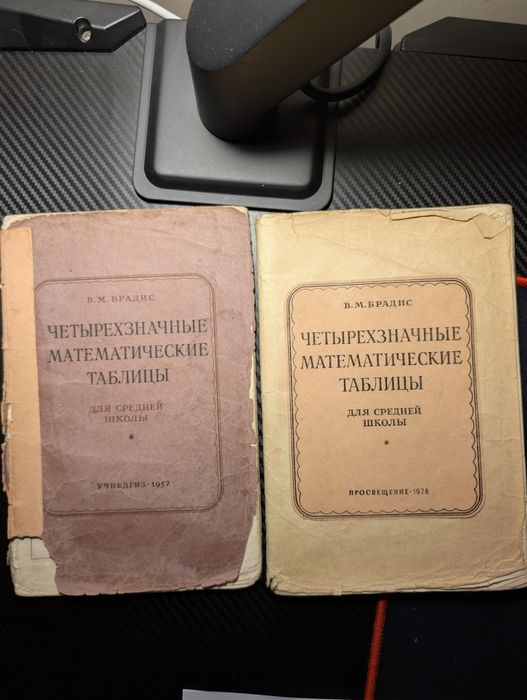 В. М. БРАДИС
ЧЕТЫРЕХЗНАЧНЫЕ
МАТЕМАТИЧЕСКИЕ
ТАБЛИЦЫ
ДЛЯ СРЕДНЕЙ
ШКОЛЫ
УЧПЕДГИЗ · 1957
В. М. БРАДИС
ЧЕТЫРЕХЗНАЧНЫЕ
МАТЕМАТИЧЕСКИЕ
ТАБЛИЦЫ
ДЛЯ СРЕДНЕЙ
ШКОЛЫ
ПРОСВЕЩЕНИЕ · 1978